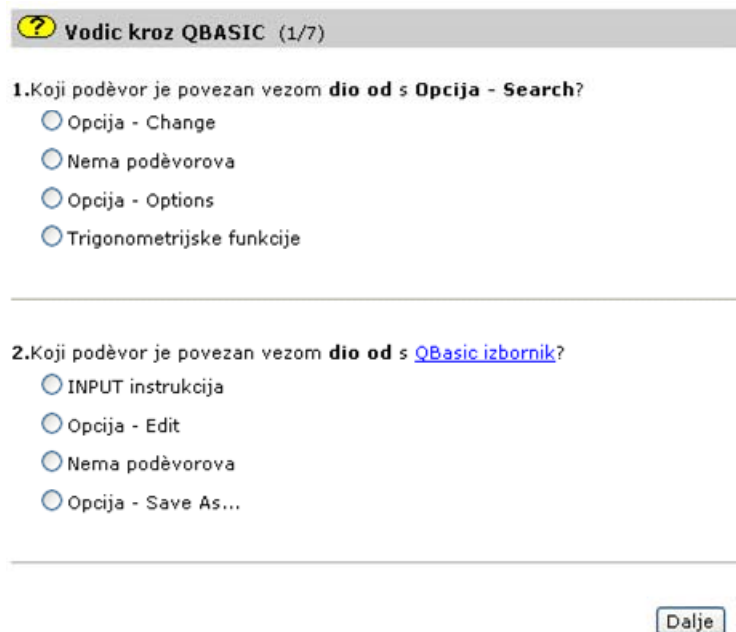 ? Vodic kroz QBASIC (1/7)
1.Koji podèvor je povezan vezom dio od s Opcija - Search?
Opcija - Change
Nema podèvorova
Opcija - Options
Trigonometrijske funkcije
2.Koji podèvor je povezan vezom dio od s QBasic izbornik?
INPUT instrukcija
Opcija - Edit
Nema podèvorova
Opcija - Save As...
Dalje